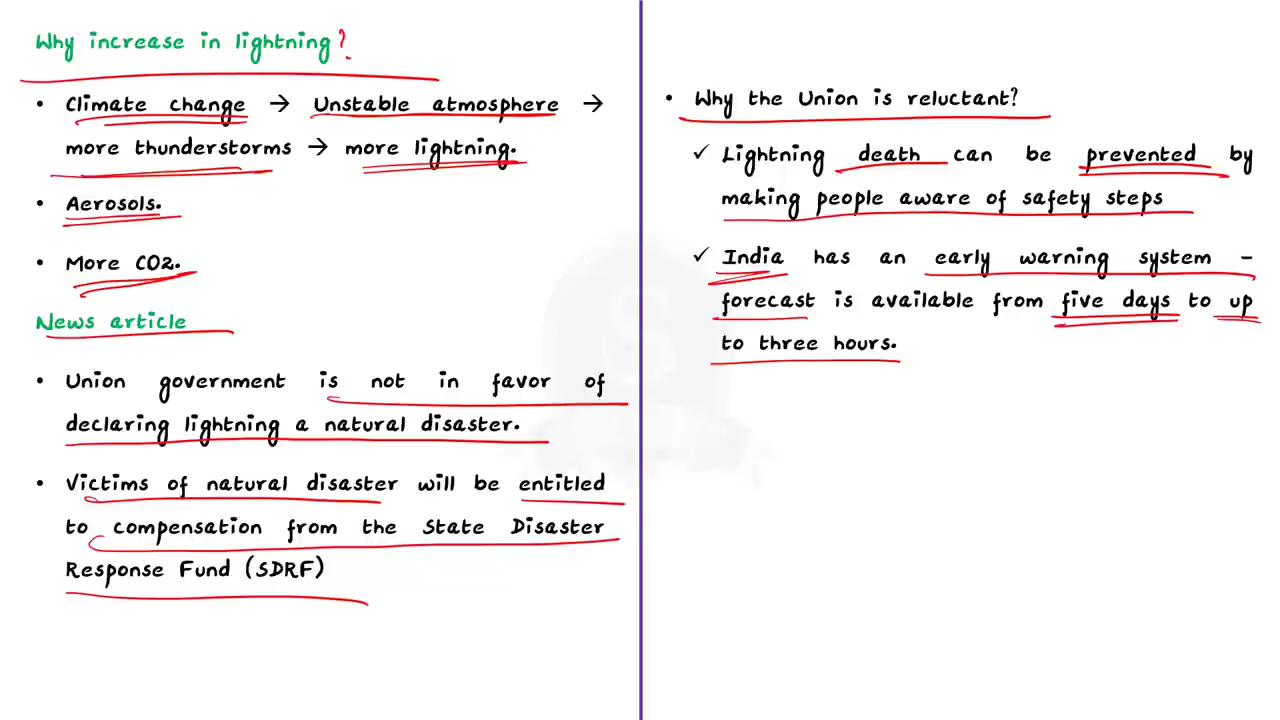 Why increase in lightning?
• Climate change → Unstable atmosphere →
more thunderstorms → more lightning.
• Aerosols.
• More CO2.
News article
• Union government is not in favor of
declaring lightning a natural disaster.
• Victims of natural disaster will be entitled
to compensation from the State Disaster
Response Fund (SDRF)
• Why the Union is reluctant?
✓ Lightning death can be prevented by
making people aware of safety steps
✓ India has an early warning system –
forecast is available from five days to up
to three hours.